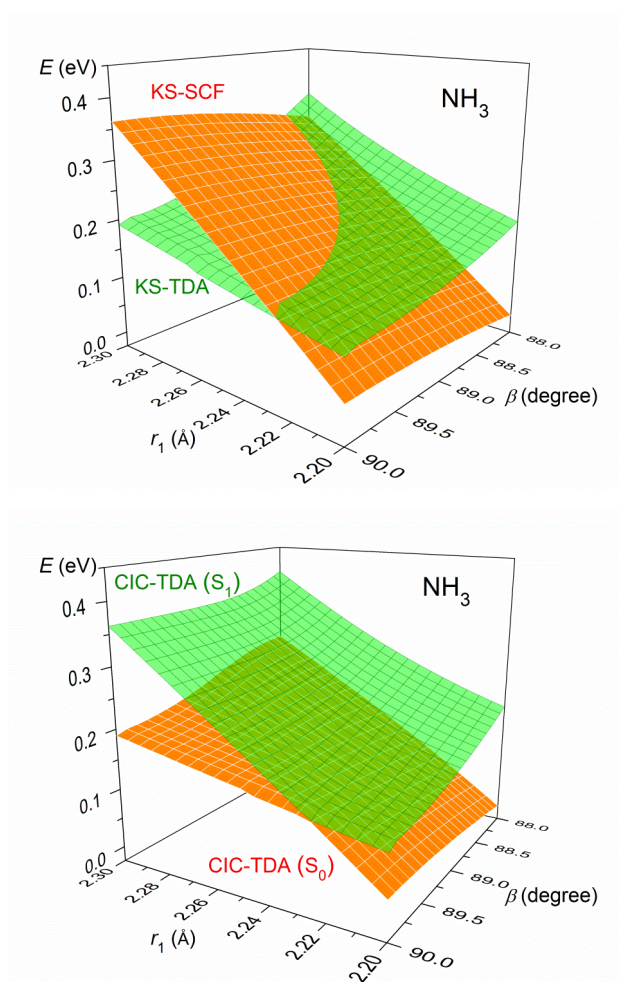 E (eV)
KS-SCF
NH3
0.4
0.3
0.2
KS-TDA
0.1
0.0
2.30
2.28
2.26
2.24
2.22
2.20
r1 (Å)
88.0
88.5
89.0
89.5
90.0
β (degree)
E (eV)
CIC-TDA (S1)
NH3
0.4
0.3
0.2
0.1
0.0
CIC-TDA (S0)
2.30
2.28
2.26
2.24
2.22
2.20
r1 (Å)
88.0
88.5
89.0
89.5
90.0
β (degree)